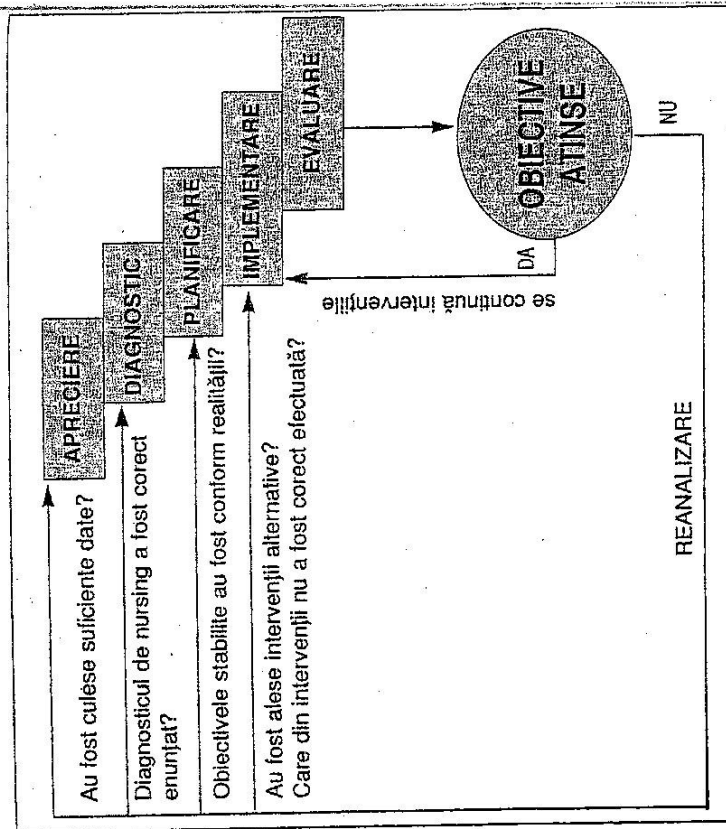 APRECIERE
Au fost culese suficiente date?
DIAGNOSTIC
Diagnosticul de nursing a fost corect
enunțat?
PLANIFICARE
Obiectivele stabilite au fost conform realității?
IMPLEMENTARE
Au fost alese intervenții alternative?
Care din intervenții nu a fost corect efectuată?
EVALUARE
se continuă intervențiile
DA
OBIECTIVE
ATINSE
NU
REANALIZARE